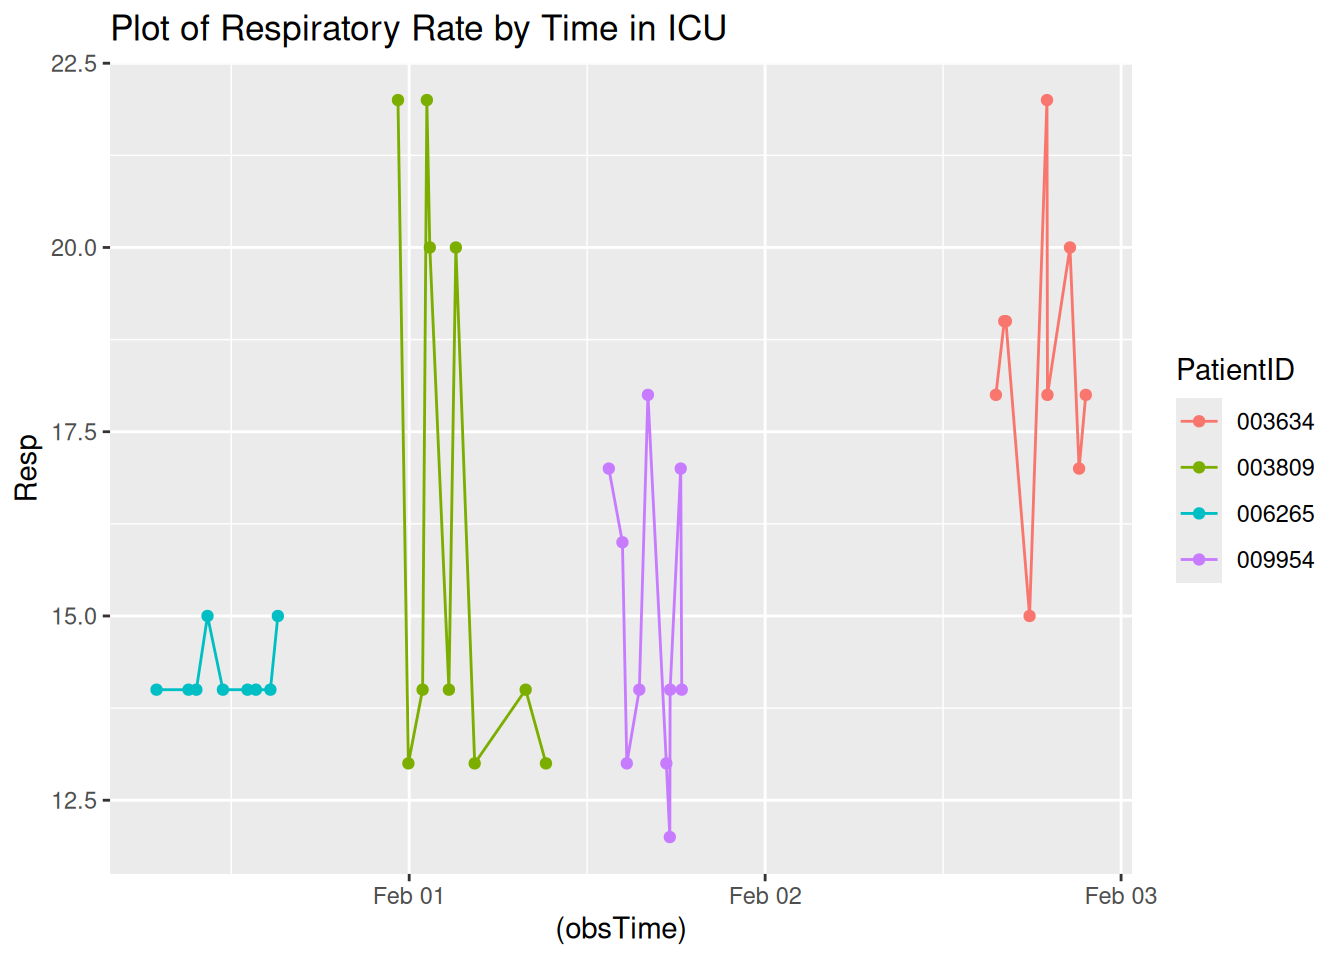 Plot of Respiratory Rate by Time in ICU
22.5
20.0
17.5
15.0
12.5
Resp
Feb 01
Feb 02
Feb 03
(obsTime)
PatientID
003634
003809
006265
009954